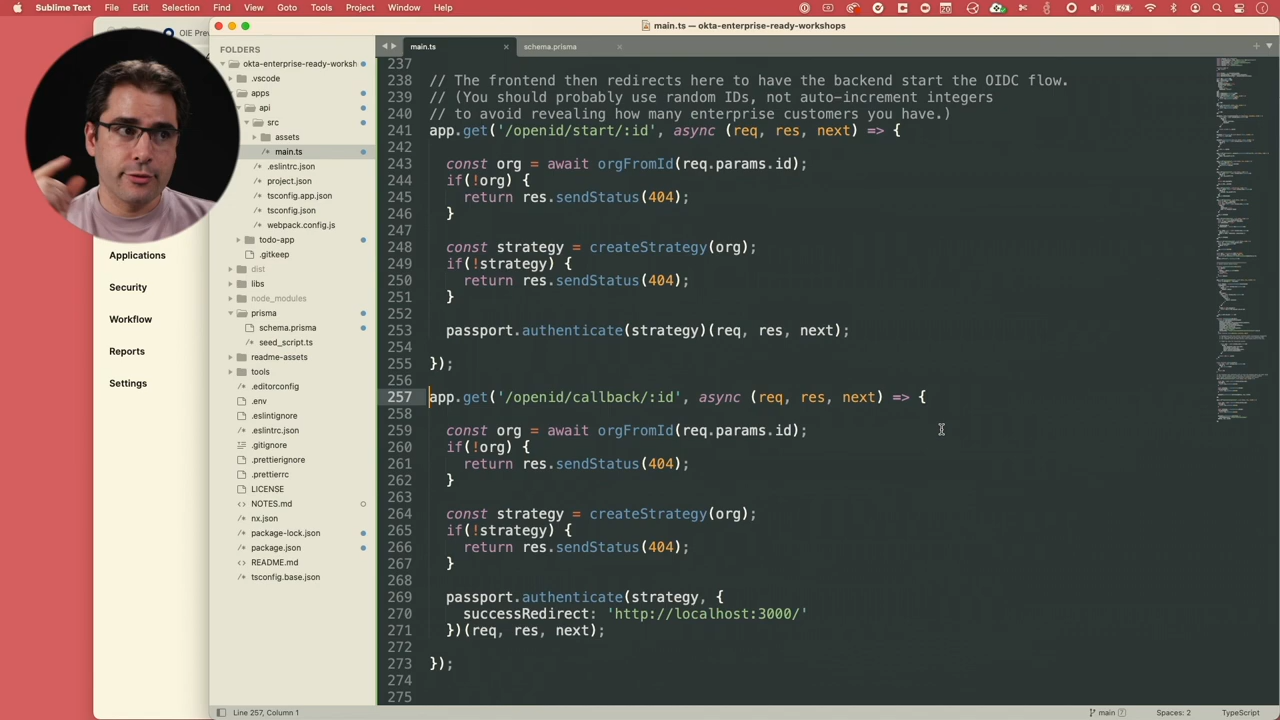 Sublime Text File Edit Selection Find View Goto Tools Project Window Help
main.ts — okta-enterprise-ready-workshops
OIE Prev
Applications
Security
Workflow
Reports
Settings
FOLDERS
okta-enterprise-ready-worksh
.vscode
apps
api
src
assets
main.ts
.eslintrc.json
project.json
tsconfig.app.json
tsconfig.json
webpack.config.js
todo-app
.gitkeep
dist
libs
node_modules
prisma
schema.prisma
seed_script.ts
readme-assets
tools
.editorconfig
.env
.eslintignore
.eslintrc.json
.gitignore
.prettierignore
.prettierrc
LICENSE
NOTES.md
nx.json
package-lock.json
package.json
README.md
tsconfig.base.json
main.ts schema.prisma
237
238 // The frontend then redirects here to have the backend start the OIDC flow.
239 // (You should probably use random IDs, not auto-increment integers
240 // to avoid revealing how many enterprise customers you have.)
241 app.get('/openid/start/:id', async (req, res, next) => {
242
243 const org = await orgFromId(req.params.id);
244 if(!org) {
245 return res.sendStatus(404);
246 }
247
248 const strategy = createStrategy(org);
249 if(!strategy) {
250 return res.sendStatus(404);
251 }
252
253 passport.authenticate(strategy)(req, res, next);
254
255 });
256
257 app.get('/openid/callback/:id', async (req, res, next) => {
258
259 const org = await orgFromId(req.params.id);
260 if(!org) {
261 return res.sendStatus(404);
262 }
263
264 const strategy = createStrategy(org);
265 if(!strategy) {
266 return res.sendStatus(404);
267 }
268
269 passport.authenticate(strategy, {
270 successRedirect: 'http://localhost:3000/'
271 })(req, res, next);
272
273 });
274
275
Line 257, Column 1
main 7
Spaces: 2
TypeScript